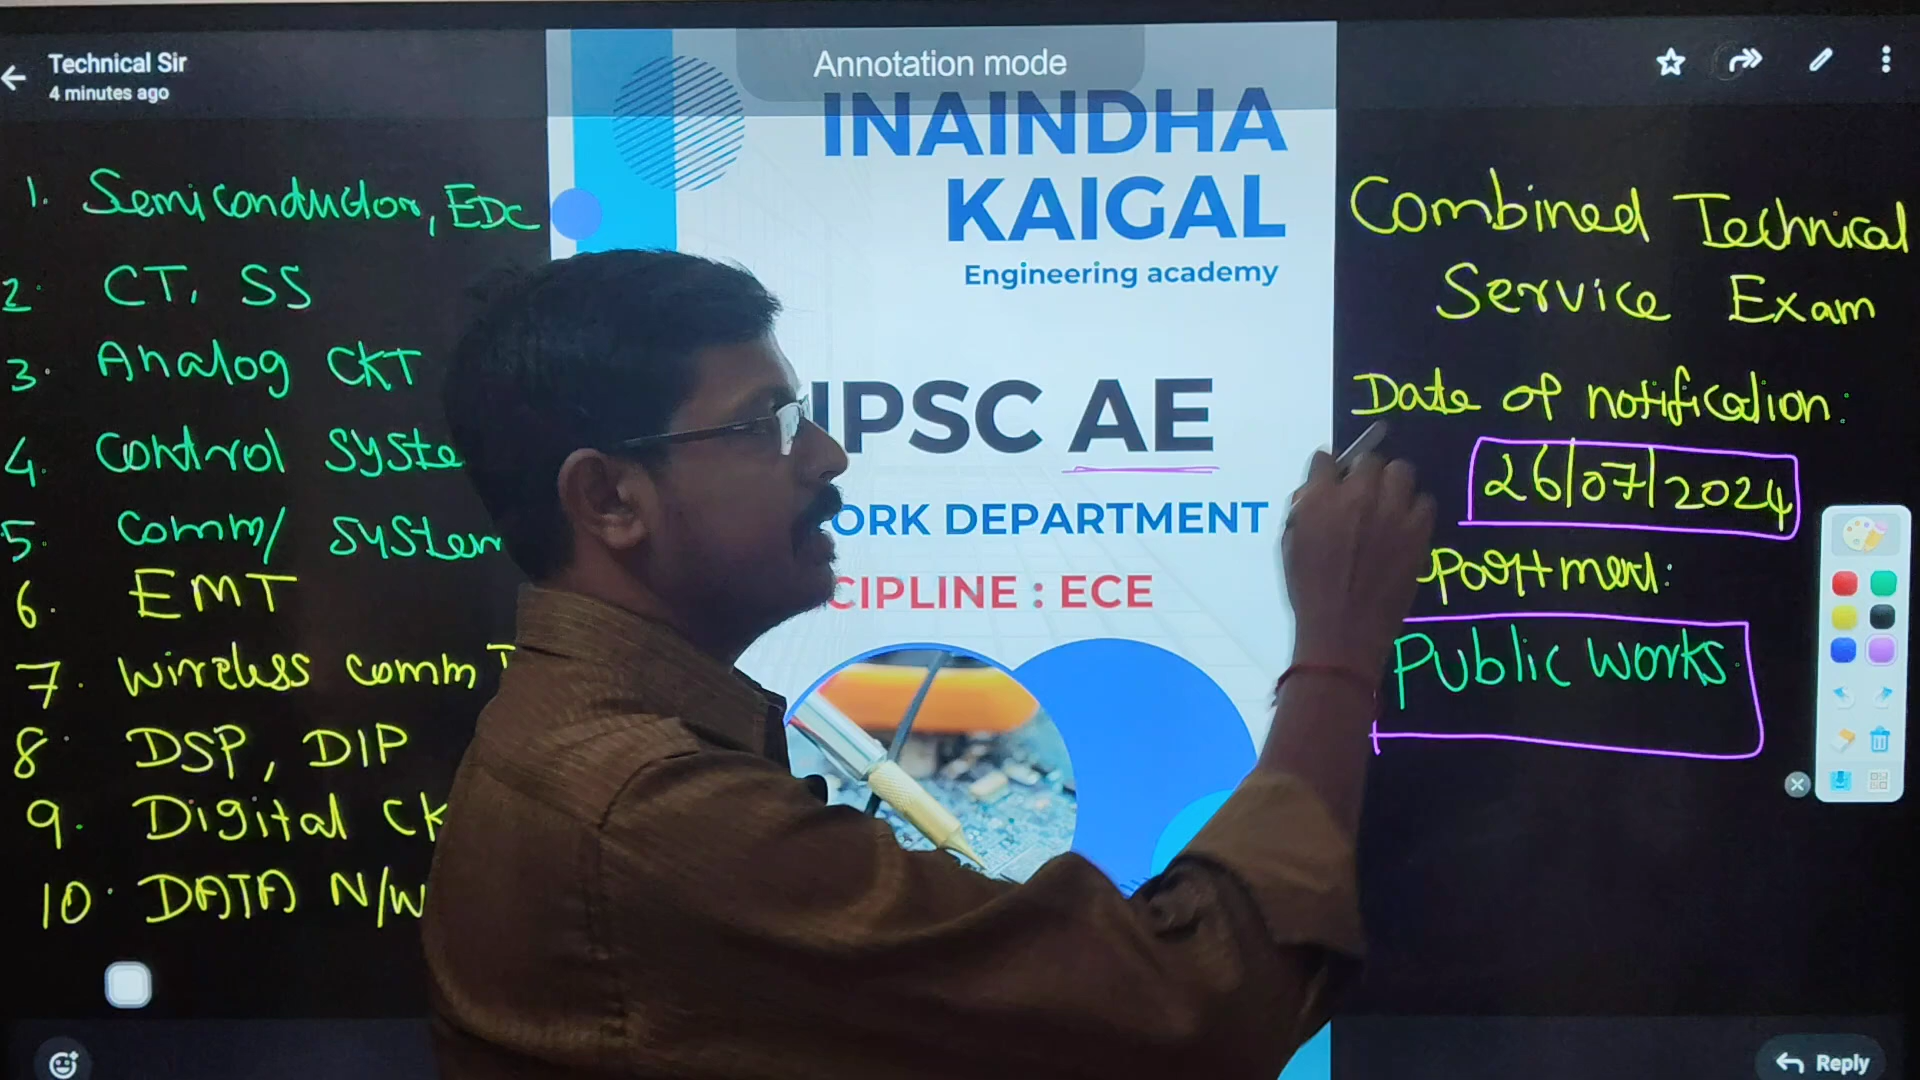 Technical Sir
4 minutes ago
Annotation mode
1. Semiconductor, EDC
2. CT, SS
3. Analog CKT
4. Control syste
5. Comm/ system
6. EMT
7. Wireless comm
8. DSP, DIP
9. Digital CK
10. DATA N/W
INAINDHA
KAIGAL
Engineering academy
PSC AE
ORK DEPARTMENT
CIPLINE : ECE
Combined Technical
Service Exam
Date of notification:
26/07/2024
partment:
Public works
Reply